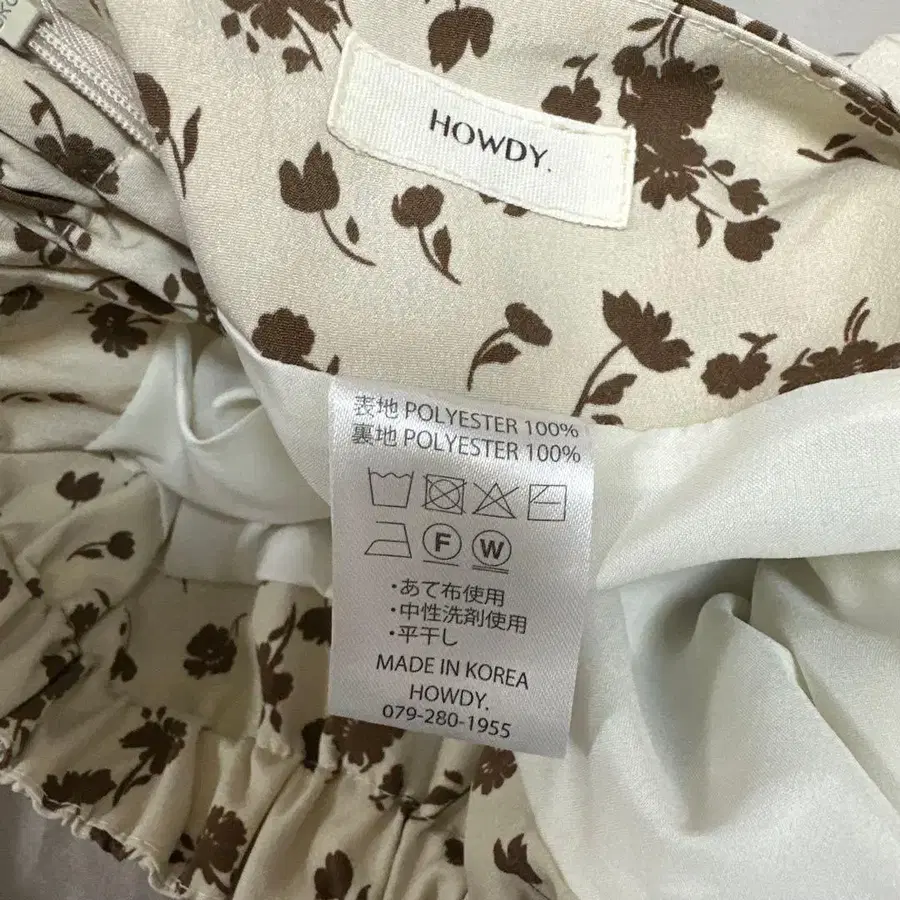 HOWDY.
表地 POLYESTER 100%
裏地 POLYESTER 100%
F W
・あて布使用
・中性洗剤使用
・平干し
MADE IN KOREA
HOWDY.
079-280-1955